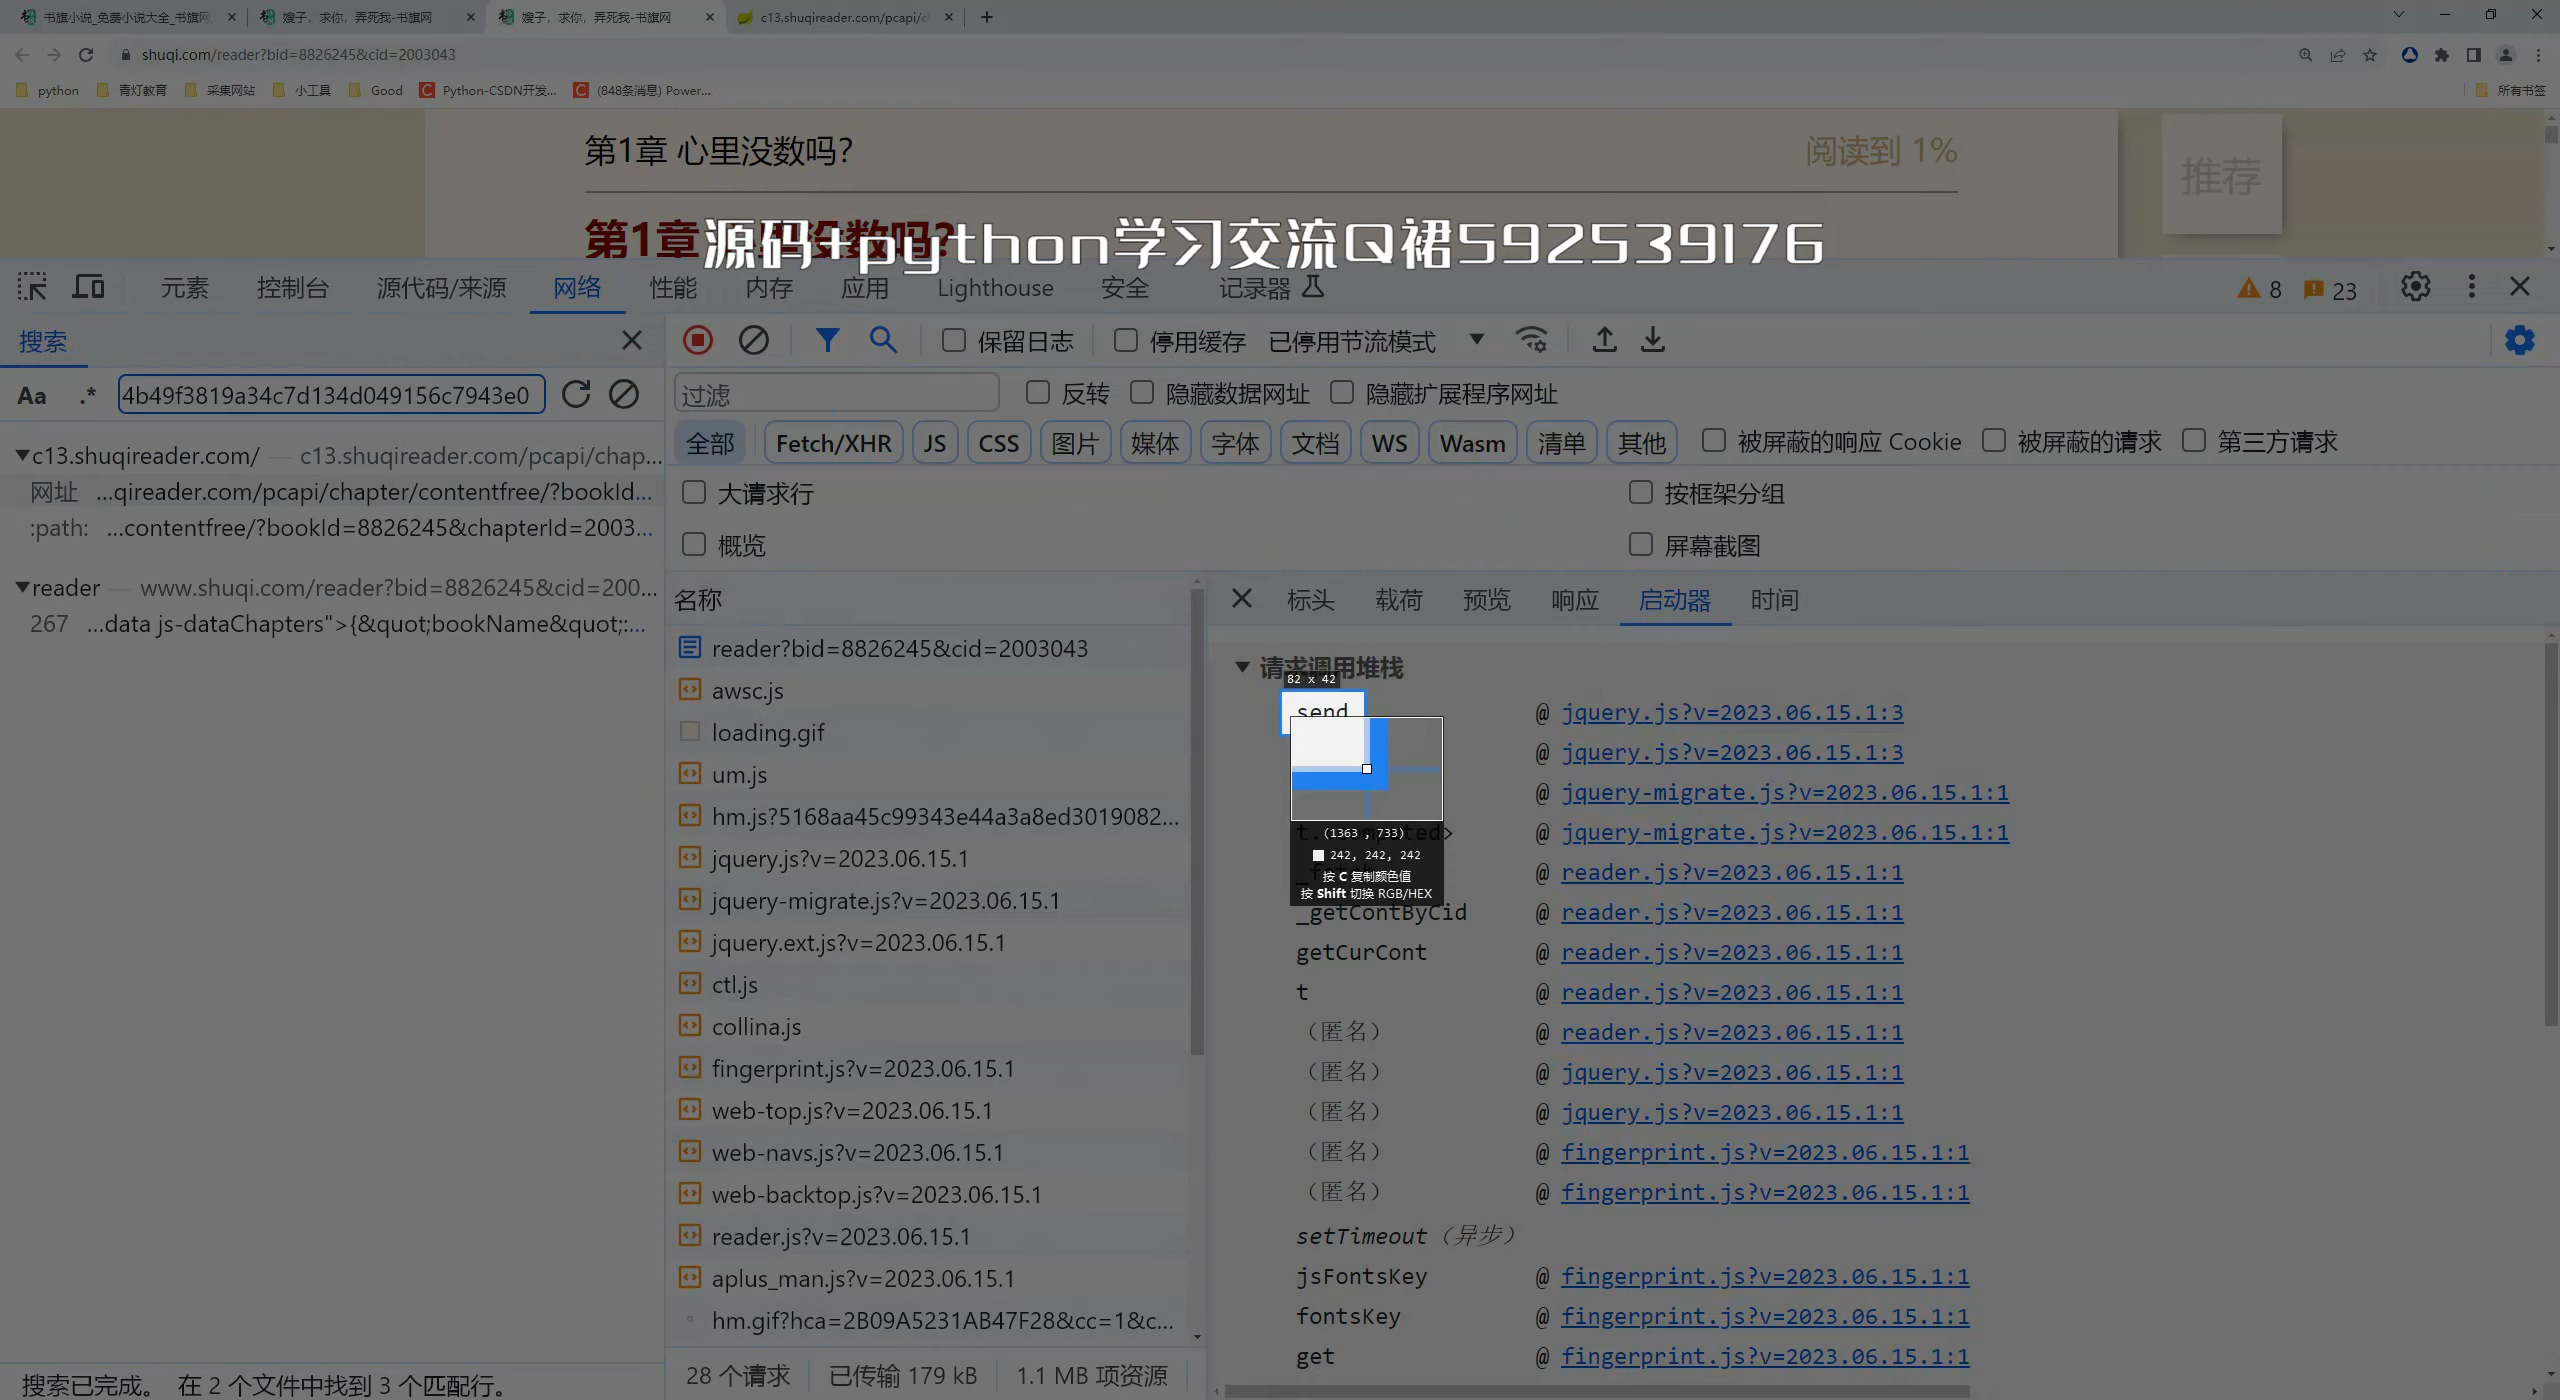 书旗小说_免费小说大全_书旗网
嫂子，求你，弄死我-书旗网
嫂子，求你，弄死我-书旗网
c13.shuqireader.com/pcapi/c
shuqi.com/reader?bid=8826245&cid=2003043
python
青灯教育
采集网站
小工具
Good
Python-CSDN开发...
(848条消息) Power...
所有书签
第1章 心里没数吗？
阅读到 1%
推荐
源码+python学习交流Q裙592539176
元素 控制台 源代码/来源 网络 性能 内存 应用 Lighthouse 安全 记录器
8 23
搜索
保留日志 停用缓存 已停用节流模式
Aa .* 4b49f3819a34c7d134d049156c7943e0
过滤 反转 隐藏数据网址 隐藏扩展程序网址
全部 Fetch/XHR JS CSS 图片 媒体 字体 文档 WS Wasm 清单 其他 被屏蔽的响应 Cookie 被屏蔽的请求 第三方请求
大请求行 按框架分组
概览 屏幕截图
c13.shuqireader.com/ — c13.shuqireader.com/pcapi/chap...
网址 ...qireader.com/pcapi/chapter/contentfree/?bookId...
:path: ...contentfree/?bookId=8826245&chapterId=2003...
reader — www.shuqi.com/reader?bid=8826245&cid=200...
267 ...data js-dataChapters">{&quot;bookName&quot;:...
搜索已完成。 在 2 个文件中找到 3 个匹配行。
名称
reader?bid=8826245&cid=2003043
awsc.js
loading.gif
um.js
hm.js?5168aa45c99343e44a3a8ed3019082...
jquery.js?v=2023.06.15.1
jquery-migrate.js?v=2023.06.15.1
jquery.ext.js?v=2023.06.15.1
ctl.js
collina.js
fingerprint.js?v=2023.06.15.1
web-top.js?v=2023.06.15.1
web-navs.js?v=2023.06.15.1
web-backtop.js?v=2023.06.15.1
reader.js?v=2023.06.15.1
aplus_man.js?v=2023.06.15.1
hm.gif?hca=2B09A5231AB47F28&cc=1&c...
28 个请求 已传输 179 kB 1.1 MB 项资源
标头 载荷 预览 响应 启动器 时间
请求调用堆栈
82 x 42
send @ jquery.js?v=2023.06.15.1:3
@ jquery.js?v=2023.06.15.1:3
@ jquery-migrate.js?v=2023.06.15.1:1
@ jquery-migrate.js?v=2023.06.15.1:1
(1363 , 733)
242, 242, 242
按 C 复制颜色值
按 Shift 切换 RGB/HEX
@ reader.js?v=2023.06.15.1:1
_getContByCid @ reader.js?v=2023.06.15.1:1
getCurCont @ reader.js?v=2023.06.15.1:1
t @ reader.js?v=2023.06.15.1:1
（匿名） @ reader.js?v=2023.06.15.1:1
（匿名） @ jquery.js?v=2023.06.15.1:1
（匿名） @ jquery.js?v=2023.06.15.1:1
（匿名） @ fingerprint.js?v=2023.06.15.1:1
（匿名） @ fingerprint.js?v=2023.06.15.1:1
setTimeout（异步）
jsFontsKey @ fingerprint.js?v=2023.06.15.1:1
fontsKey @ fingerprint.js?v=2023.06.15.1:1
get @ fingerprint.js?v=2023.06.15.1:1